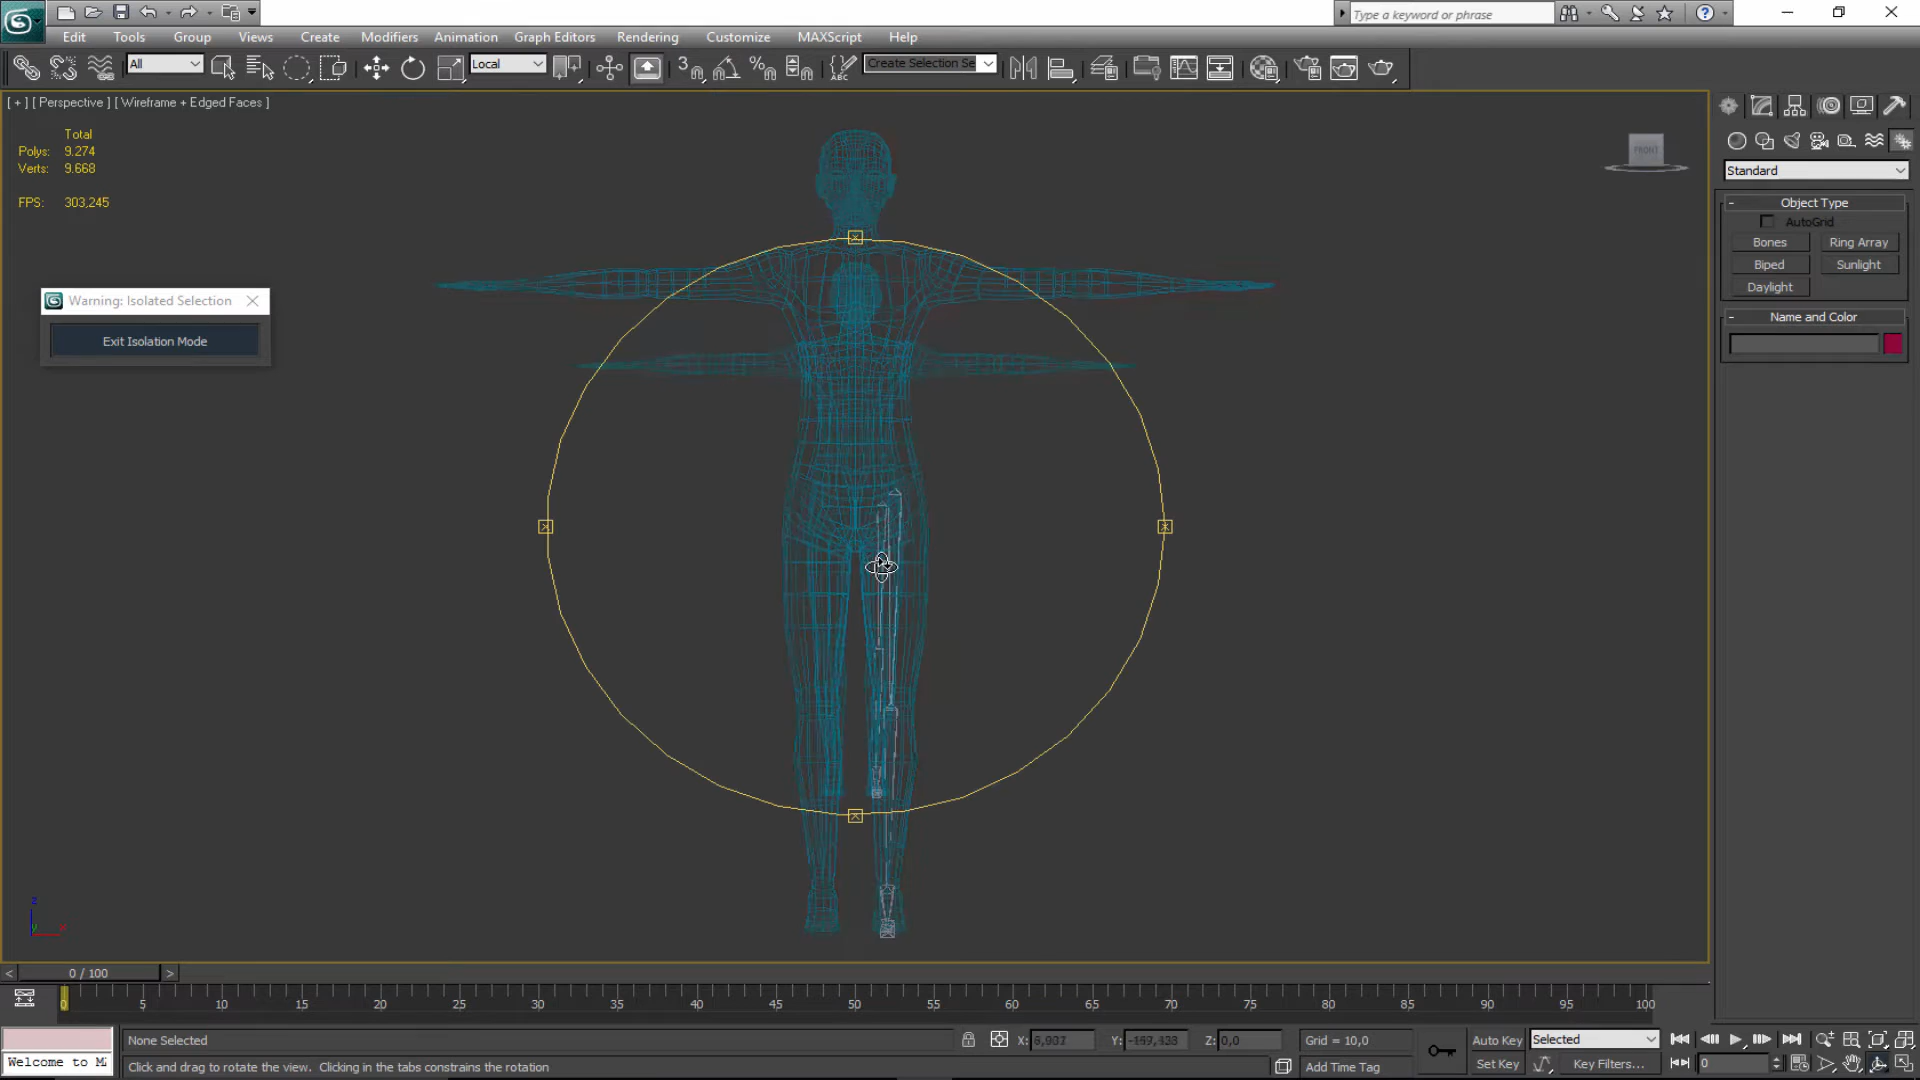 Type a keyword or phrase
Edit Tools Group Views Create Modifiers Animation Graph Editors Rendering Customize MAXScript Help
All
Local
3
ABC
Create Selection Se
[ + ] [ Perspective ] [ Wireframe + Edged Faces ]
Total
Polys: 9.274
Verts: 9.668
FPS: 303,245
FRONT
Warning: Isolated Selection
Exit Isolation Mode
Standard
- Object Type
AutoGrid
Bones Ring Array
Biped Sunlight
Daylight
- Name and Color
z
y x
< 0 / 100 >
0 5 10 15 20 25 30 35 40 45 50 55 60 65 70 75 80 85 90 95 100
None Selected
Y:
Z: 0,0
Grid = 10,0
Auto Key
Selected
Welcome to M
Click and drag to rotate the view. Clicking in the tabs constrains the rotation
Add Time Tag
Set Key
Key Filters...
0